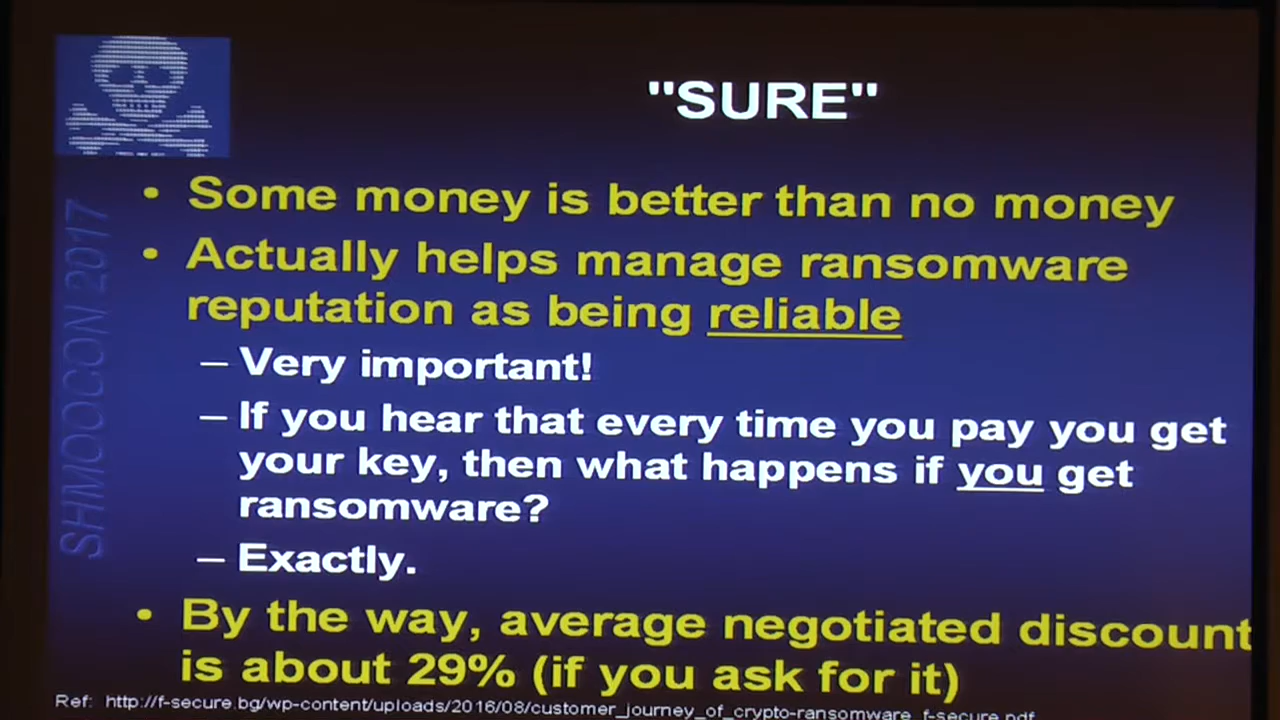 "SURE"
• Some money is better than no money
• Actually helps manage ransomware
reputation as being reliable
– Very important!
– If you hear that every time you pay you get
your key, then what happens if you get
ransomware?
– Exactly.
• By the way, average negotiated discount
is about 29% (if you ask for it)
Ref: http://f-secure.bg/wp-content/uploads/2016/08/customer_journey_of_crypto-ransomware_f-secure.pdf
SHMOOCON 2017